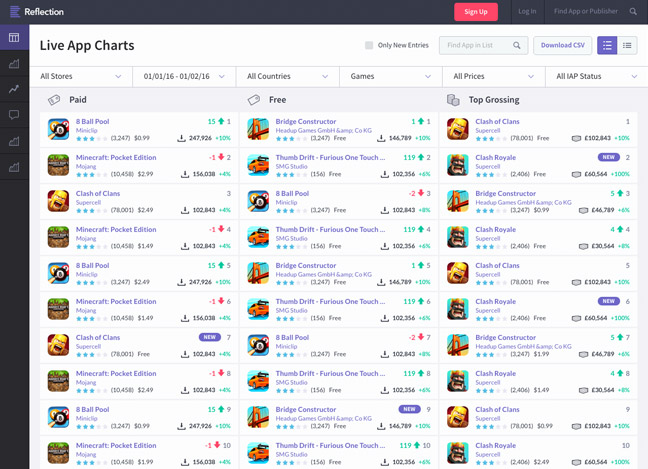 Reflection
Sign Up
Log In
Find App or Publisher
Live App Charts
Only New Entries
Find App in List
Download CSV
All Stores
01/01/16 - 01/02/16
All Countries
Games
All Prices
All IAP Status
Paid
8 Ball Pool 15 1
Miniclip
(3,247) $0.99 247,926 +10%
Minecraft: Pocket Edition -1 2
Mojang
(10,458) $2.99 156,038 +4%
Clash of Clans 3
Supercell
(78,001) $2.49 102,843 +4%
Minecraft: Pocket Edition -1 4
Mojang
(10,458) $2.49 102,843 +4%
8 Ball Pool 15 5
Miniclip
(3,247) $0.99 247,926 +10%
Minecraft: Pocket Edition -1 6
Mojang
(10,458) $1.49 156,038 +4%
Clash of Clans NEW 7
Supercell
(78,001) Free 102,843 +4%
Minecraft: Pocket Edition -1 8
Mojang
(10,458) $2.49 102,843 +4%
8 Ball Pool 15 9
Miniclip
(3,247) $0.99 247,926 +10%
Minecraft: Pocket Edition -1 10
Mojang
(10,458) $1.99 156,038 +4%
Free
Bridge Constructor 8 1
Headup Games GmbH &amp; Co KG
(3,247) Free 146,789 +10%
Thumb Drift - Furious One Touch ... 119 2
SMG Studio
(156) Free 102,356 +6%
8 Ball Pool -2 3
Miniclip
(3,247) Free 102,843 +8%
Thumb Drift - Furious One Touch ... 119 4
SMG Studio
(156) Free 102,356 +6%
Bridge Constructor 1 5
Headup Games GmbH &amp; Co KG
(3,247) Free 146,789 +10%
Thumb Drift - Furious One Touch ... 119 6
SMG Studio
(156) Free 102,356 +6%
8 Ball Pool -2 7
Miniclip
(3,247) Free 102,843 +8%
Thumb Drift - Furious One Touch ... 119 8
SMG Studio
(156) Free 102,356 +6%
Bridge Constructor NEW 9
Headup Games GmbH &amp; Co KG
(3,247) Free 146,789 +10%
Thumb Drift - Furious One Touch ... 119 10
SMG Studio
(156) Free 102,356 +6%
Top Grossing
Clash of Clans 1
Supercell
(78,001) Free £102,843 +10%
Clash Royale NEW 2
Supercell
(2,406) Free £60,564 +100%
Bridge Constructor 5 3
Headup Games GmbH &amp; Co KG
(3,247) $0.99 £46,789 +6%
Clash Royale 4 4
Supercell
(2,406) Free £30,564 +8%
Clash of Clans 5
Supercell
(78,001) Free £102,843 +10%
Clash Royale NEW 6
Supercell
(2,406) Free £60,564 +100%
Bridge Constructor 5 7
Headup Games GmbH &amp; Co KG
(3,247) $1.99 £46,789 +6%
Clash Royale 4 8
Supercell
(2,406) $1.49 £30,564 +8%
Clash of Clans 9
Supercell
(78,001) $0.99 £102,843 +10%
Clash Royale 10
Supercell
(2,406) Free £60,564 +100%